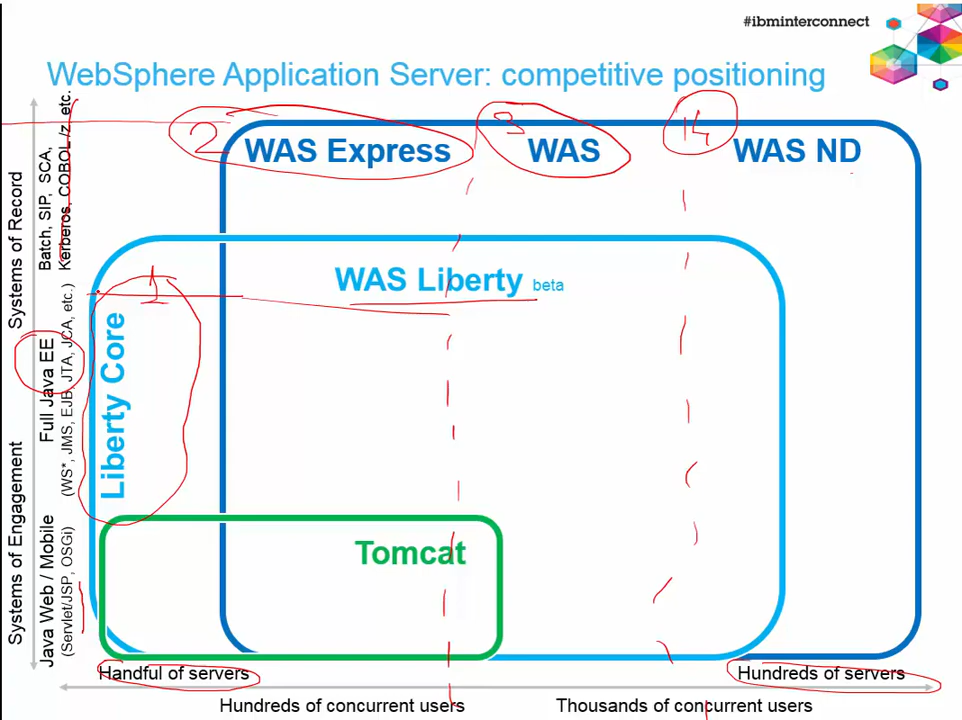 #ibminterconnect
WebSphere Application Server: competitive positioning
2
3
14
WAS Express
WAS
WAS ND
1
WAS Liberty beta
Liberty Core
Tomcat
Systems of Record
Batch, SIP, SCA,
Kerberos, COBOL /z etc.
Full Java EE
(WS*, JMS, EJB, JTA, JCA, etc.)
Systems of Engagement
Java Web / Mobile
(Servlet/JSP, OSGi)
Handful of servers
Hundreds of servers
Hundreds of concurrent users
Thousands of concurrent users